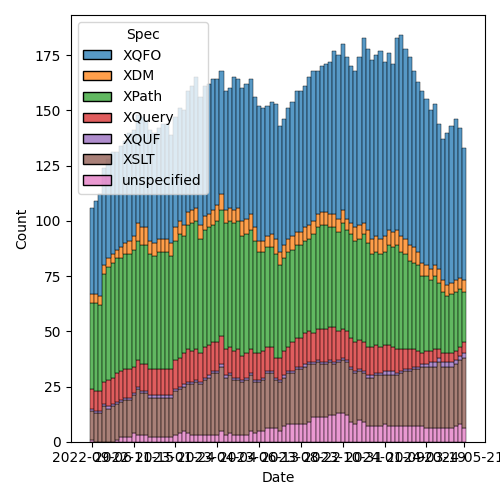 Spec
XQFO
XDM
XPath
XQuery
XQUF
XSLT
unspecified
Count
175
150
125
100
75
50
25
0
Date